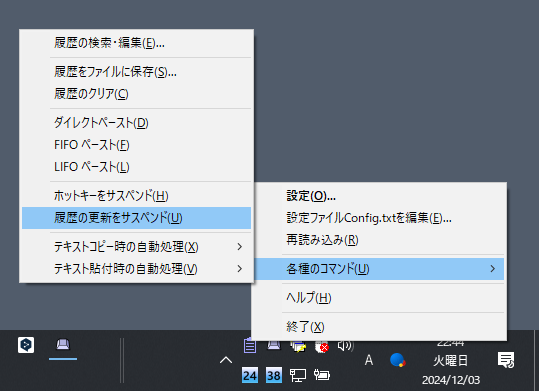 履歴の検索・編集(E)...
履歴をファイルに保存(S)...
履歴のクリア(C)
ダイレクトペースト(D)
FIFO ペースト(F)
LIFO ペースト(L)
ホットキーをサスペンド(H)
履歴の更新をサスペンド(U)
テキストコピー時の自動処理(X)
テキスト貼付時の自動処理(V)
設定(O)...
設定ファイルConfig.txtを編集(E)...
再読み込み(R)
各種のコマンド(U)
ヘルプ(H)
終了(X)
22:44
A
火曜日
24
38
2024/12/03